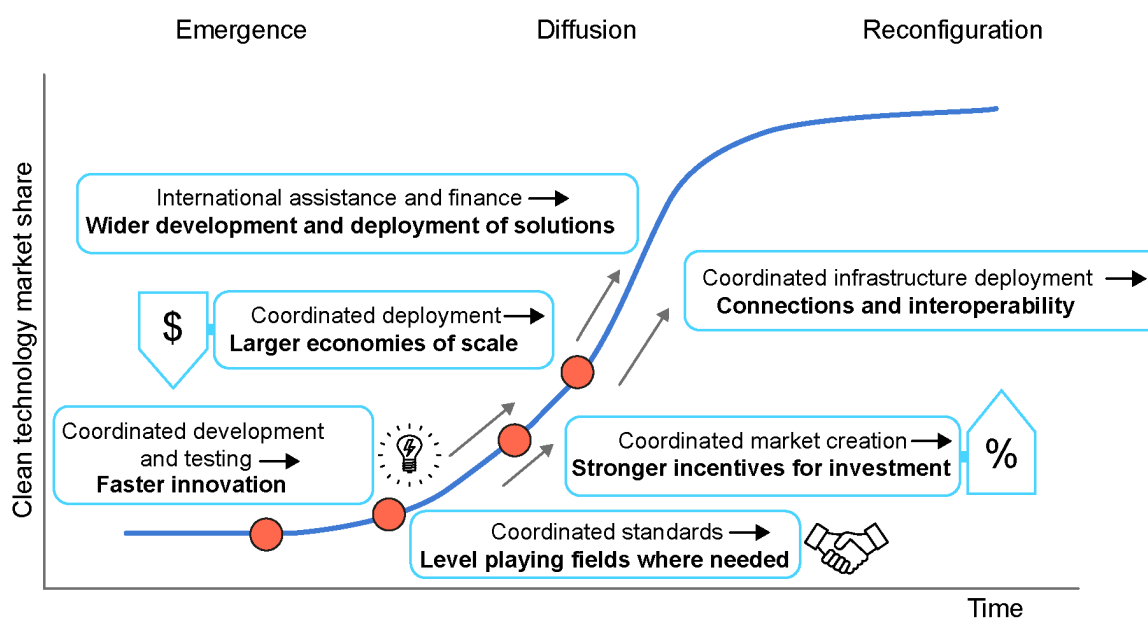 Emergence
Diffusion
Reconfiguration
Clean technology market share
International assistance and finance →
Wider development and deployment of solutions
Coordinated infrastructure deployment →
Connections and interoperability
$
Coordinated deployment →
Larger economies of scale
Coordinated development
and testing →
Faster innovation
Coordinated market creation →
Stronger incentives for investment
%
Coordinated standards →
Level playing fields where needed
Time